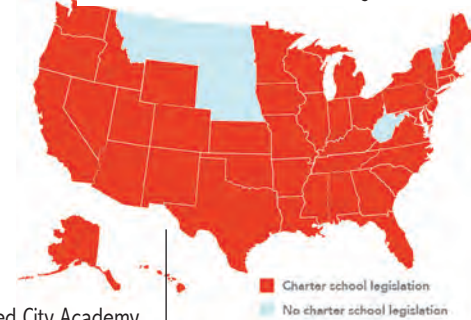 Charter school legislation
No charter school legislation
ed City Academy